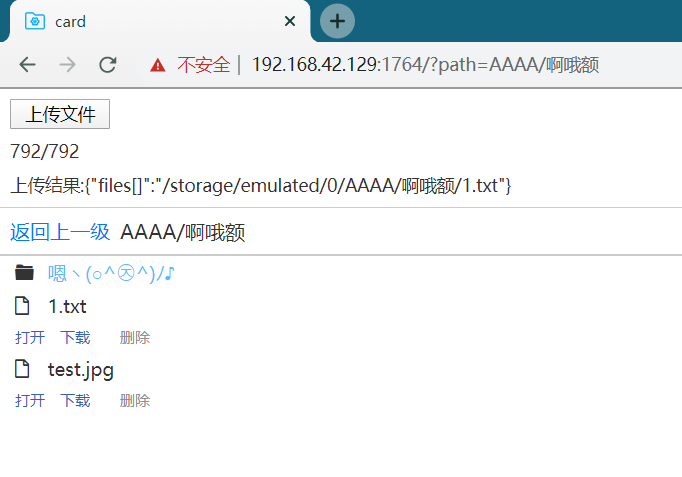 card
不安全 | 192.168.42.129:1764/?path=AAAA/啊哦额
上传文件
792/792
上传结果:{"files[]":"/storage/emulated/0/AAAA/啊哦额/1.txt"}
返回上一级 AAAA/啊哦额
嗯ヽ(○^㉨^)ﾉ♪
1.txt
打开 下载 删除
test.jpg
打开 下载 删除